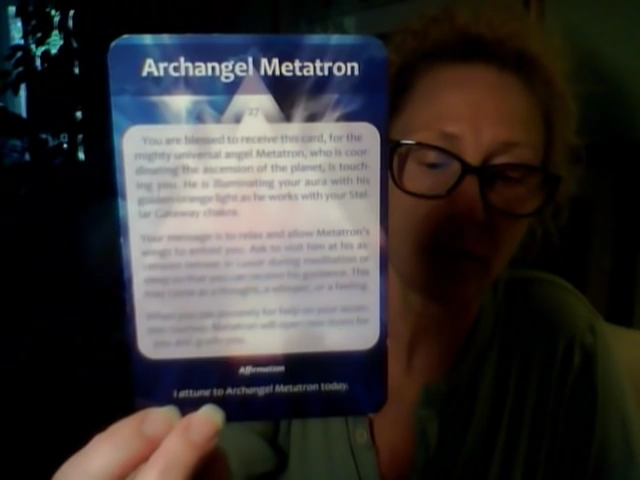 Archangel Metatron
27
You are blessed to receive this card, for the
mighty universal angel Metatron, who is coor-
dinating the ascension of the planet, is touch-
ing you. He is illuminating your aura with his
golden-orange light as he works with your Stel-
lar Gateway chakra.
Your message is to relax and allow Metatron's
wings to enfold you. Ask to visit him at his as-
cension retreat in Luxor during meditation or
sleep so that you can receive his guidance. This
may come as a thought, a whisper, or a feeling.
When you ask sincerely for help on your ascen-
sion journey, Metatron will open new doors for
you and guide you.
Affirmation
I attune to Archangel Metatron today.